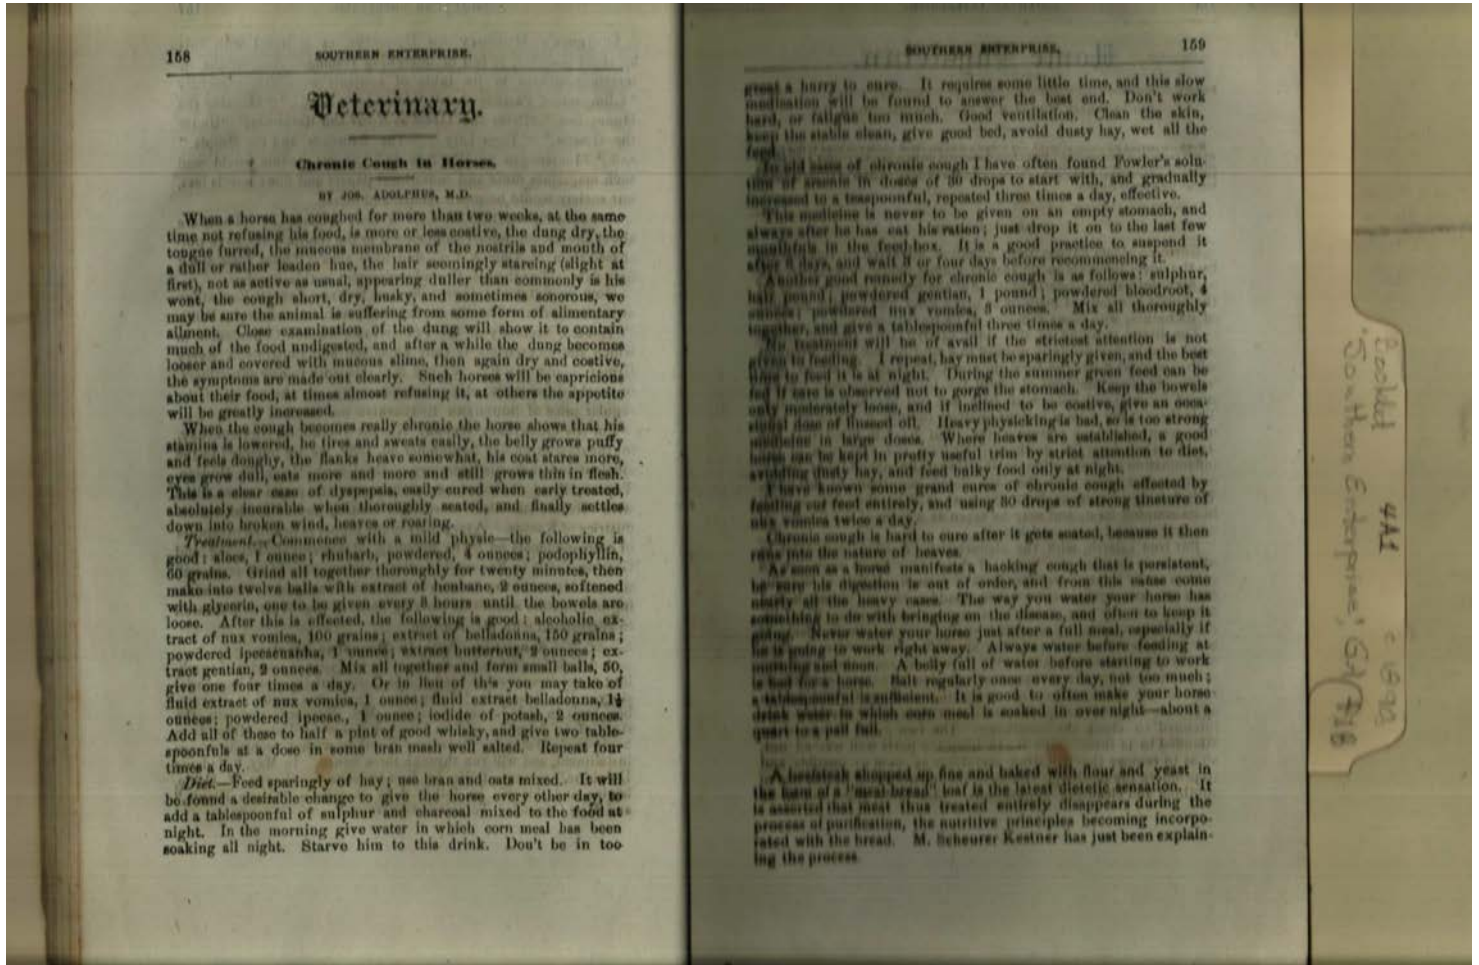 158
SOUTHERN ENTERPRISE.
Veterinary.
Chronic Cough in Horses.
BY JOS. ADOLPHUS, M.D.
When a horse has coughed for more than two weeks, at the same
time not refusing his food, is more or less costive, the dung dry, the
tongue furred, the mucous membrane of the nostrils and mouth of
a dull or rather leaden hue, the hair seemingly stareing (slight at
first), not as active as usual, appearing duller than commonly is his
wont, the cough short, dry, husky, and sometimes sonorous, we
may be sure the animal is suffering from some form of alimentary
ailment. Close examination of the dung will show it to contain
much of the food undigested, and after a while the dung becomes
looser and covered with mucous slime, then again dry and costive,
the symptoms are made out clearly. Such horses will be capricious
about their food, at times almost refusing it, at others the appetite
will be greatly increased.
When the cough becomes really chronic the horse shows that his
stamina is lowered, he tires and sweats easily, the belly grows puffy
and feels doughy, the flanks heave somewhat, his coat stares more,
eyes grow dull, eats more and more and still grows thin in flesh.
This is a clear case of dyspepsia, easily cured when early treated,
absolutely incurable when thoroughly seated, and finally settles
down into broken wind, heaves or roaring.
Treatment.—Commence with a mild physic—the following is
good: aloes, 1 ounce; rhubarb, powdered, 4 ounces; podophyllin,
60 grains. Grind all together thoroughly for twenty minutes, then
make into twelve balls with extract of henbane, 2 ounces, softened
with glycerin, one to be given every 8 hours until the bowels are
loose. After this is effected, the following is good: alcoholic ex-
tract of nux vomica, 100 grains; extract of belladonna, 150 grains;
powdered ipecacuanha, 1 ounce; extract butternut, 2 ounces; ex-
tract gentian, 2 ounces. Mix all together and form small balls, 50,
give one four times a day. Or in lieu of this you may take of
fluid extract of nux vomica, 1 ounce; fluid extract belladonna, 1½
ounces; powdered ipecac., 1 ounce; iodide of potash, 2 ounces.
Add all of these to half a pint of good whisky, and give two table-
spoonfuls at a dose in some bran mash well salted. Repeat four
times a day.
Diet.—Feed sparingly of hay; use bran and oats mixed. It will
be found a desirable change to give the horse every other day, to
add a tablespoonful of sulphur and charcoal mixed to the food at
night. In the morning give water in which corn meal has been
soaking all night. Starve him to this drink. Don't be in too
SOUTHERN ENTERPRISE.
159
great a hurry to cure. It requires some little time, and this slow
medication will be found to answer the best end. Don't work
hard, or fatigue too much. Good ventilation. Clean the skin,
keep the stable clean, give good bed, avoid dusty hay, wet all the
feed.
In old cases of chronic cough I have often found Fowler's solu-
tion of arsenic in doses of 30 drops to start with, and gradually
increased to a teaspoonful, repeated three times a day, effective.
This medicine is never to be given on an empty stomach, and
always after he has eat his ration; just drop it on to the last few
mouthfuls in the feed-box. It is a good practice to suspend it
after 8 days, and wait 3 or four days before recommencing it.
Another good remedy for chronic cough is as follows: sulphur,
half pound; powdered gentian, 1 pound; powdered bloodroot, 4
ounces; powdered nux vomica, 3 ounces. Mix all thoroughly
together, and give a tablespoonful three times a day.
No treatment will be of avail if the strictest attention is not
given to feeding. I repeat, hay must be sparingly given, and the best
time to feed it is at night. During the summer green feed can be
fed if care is observed not to gorge the stomach. Keep the bowels
only moderately loose, and if inclined to be costive, give an occa-
sional dose of linseed oil. Heavy physicking is bad, so is too strong
medicine in large doses. Where heaves are established, a good
horse can be kept in pretty useful trim by strict attention to diet,
avoiding dusty hay, and feed bulky food only at night.
I have known some grand cures of chronic cough effected by
feeding cut feed entirely, and using 30 drops of strong tincture of
nux vomica twice a day.
Chronic cough is hard to cure after it gets seated, because it then
runs into the nature of heaves.
As soon as a horse manifests a hacking cough that is persistent,
be sure his digestion is out of order, and from this cause come
nearly all the heavy cases. The way you water your horse has
something to do with bringing on the disease, and often to keep it
going. Never water your horse just after a full meal, especially if
he is going to work right away. Always water before feeding at
morning and noon. A belly full of water before starting to work
is bad for a horse. Salt regularly once every day, not too much;
a tablespoonful is sufficient. It is good to often make your horse
drink water in which corn meal is soaked in over night—about a
quart to a pail full.
A beefsteak chopped up fine and baked with flour and yeast in
the form of a "meal-bread" loaf is the latest dietetic sensation. It
is asserted that meat thus treated entirely disappears during the
process of purification, the nutritive principles becoming incorpo-
rated with the bread. M. Scheurer Kestner has just been explain-
ing the process
Booklet 4A1
"Southern Enterprise,